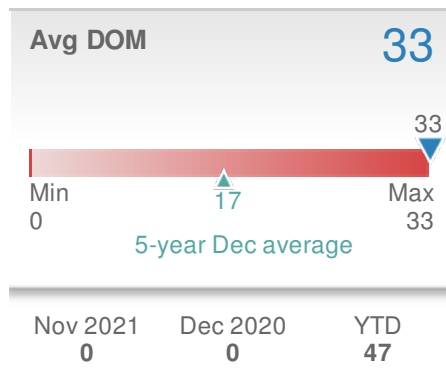 Avg DOM 33
33
Min 17 Max
0 33
5-year Dec average
Nov 2021 Dec 2020 YTD
0 0 47